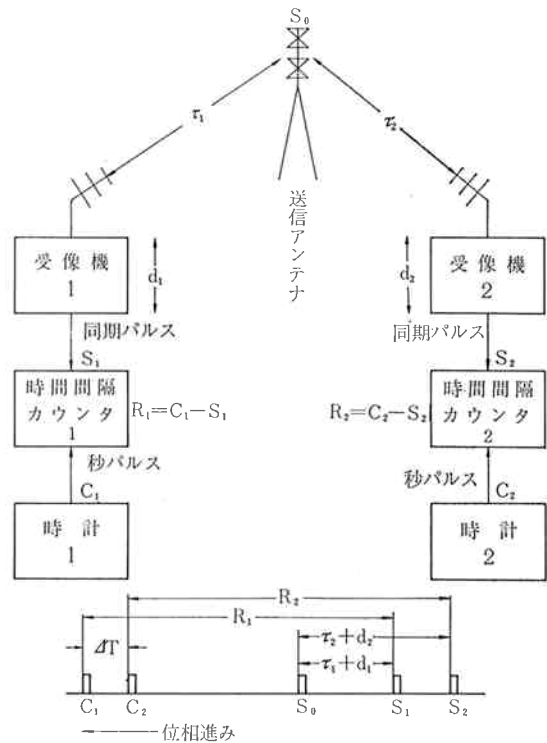 S₀
τ₁
τ₂
送信アンテナ
受像機
1
d₁
受像機
2
d₂
同期パルス
S₁
同期パルス
S₂
時間間隔
カウンタ
1
R₁=C₁−S₁
R₂=C₂−S₂
時間間隔
カウンタ
2
秒パルス
C₁
秒パルス
C₂
時計
1
時計
2
R₂
R₁
ΔT
τ₂+d₂
τ₁+d₁
C₁ C₂ S₀ S₁ S₂
位相進み